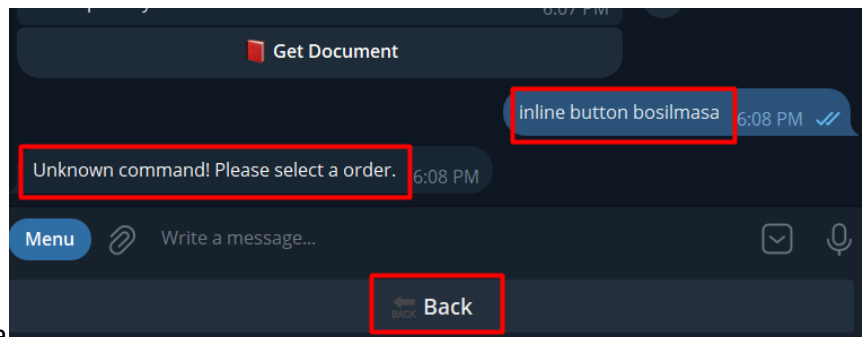 6:07 PM
Get Document
inline button bosilmasa 6:08 PM
Unknown command! Please select a order. 6:08 PM
Menu Write a message...
BACK Back